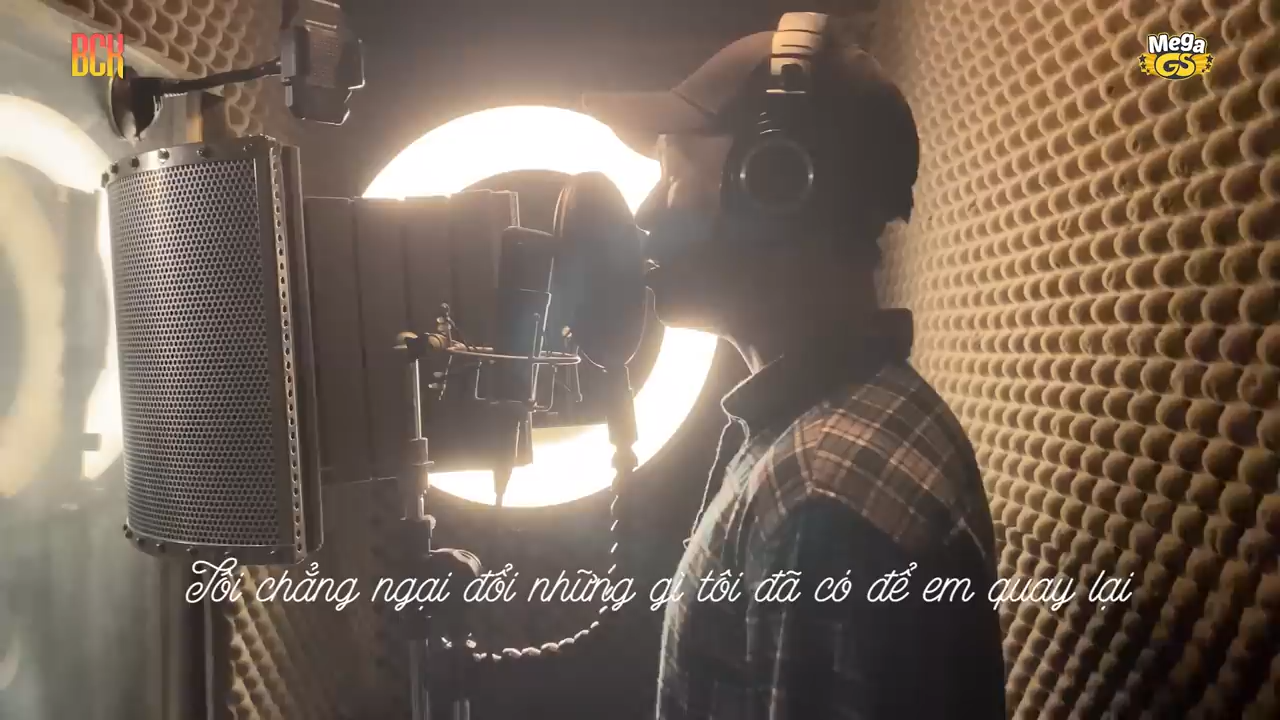 BCK
Mega
GS
Tôi chẳng ngại đổi những gì tôi đã có để em quay lại